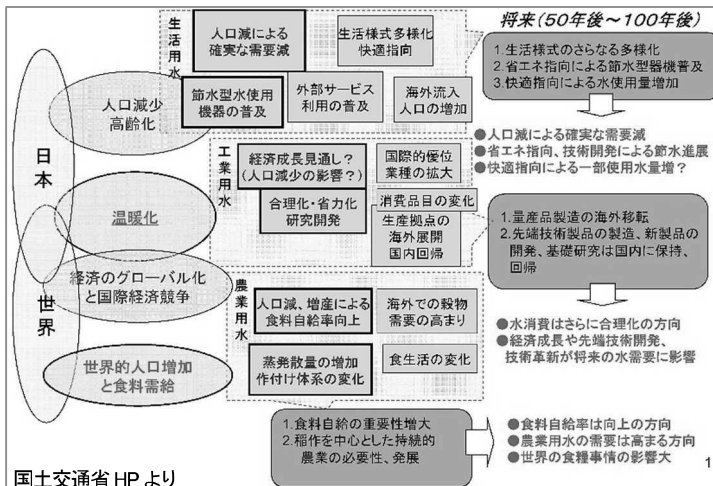 将来(50年後~100年後)
生活用水
人口減による
確実な需要減
生活様式多様化
快適指向
節水型水使用
機器の普及
外部サービス
利用の普及
海外流入
人口の増加
1.生活様式のさらなる多様化
2.省エネ指向による節水型器機普及
3.快適指向による水使用量増加
●人口減による確実な需要減
●省エネ指向、技術開発による節水進展
●快適指向による一部使用水量増?
日本
世界
人口減少
高齢化
温暖化
経済のグローバル化
と国際経済競争
世界的人口増加
と食料需給
工業用水
経済成長見通し?
(人口減少の影響?)
国際的優位
業種の拡大
合理化・省力化
研究開発
消費品目の変化
生産拠点の
海外展開
国内回帰
1.量産品製造の海外移転
2.先端技術製品の製造、新製品の
開発、基礎研究は国内に保持、
回帰
●水消費はさらに合理化の方向
●経済成長や先端技術開発、
技術革新が将来の水需要に影響
農業用水
人口減、増産による
食料自給率向上
海外での穀物
需要の高まり
蒸発散量の増加
作付け体系の変化
食生活の変化
1.食料自給の重要性増大
2.稲作を中心とした持続的
農業の必要性、発展
●食料自給率は向上の方向
●農業用水の需要は高まる方向
●世界の食糧事情の影響大
1
国土交通省 HP より